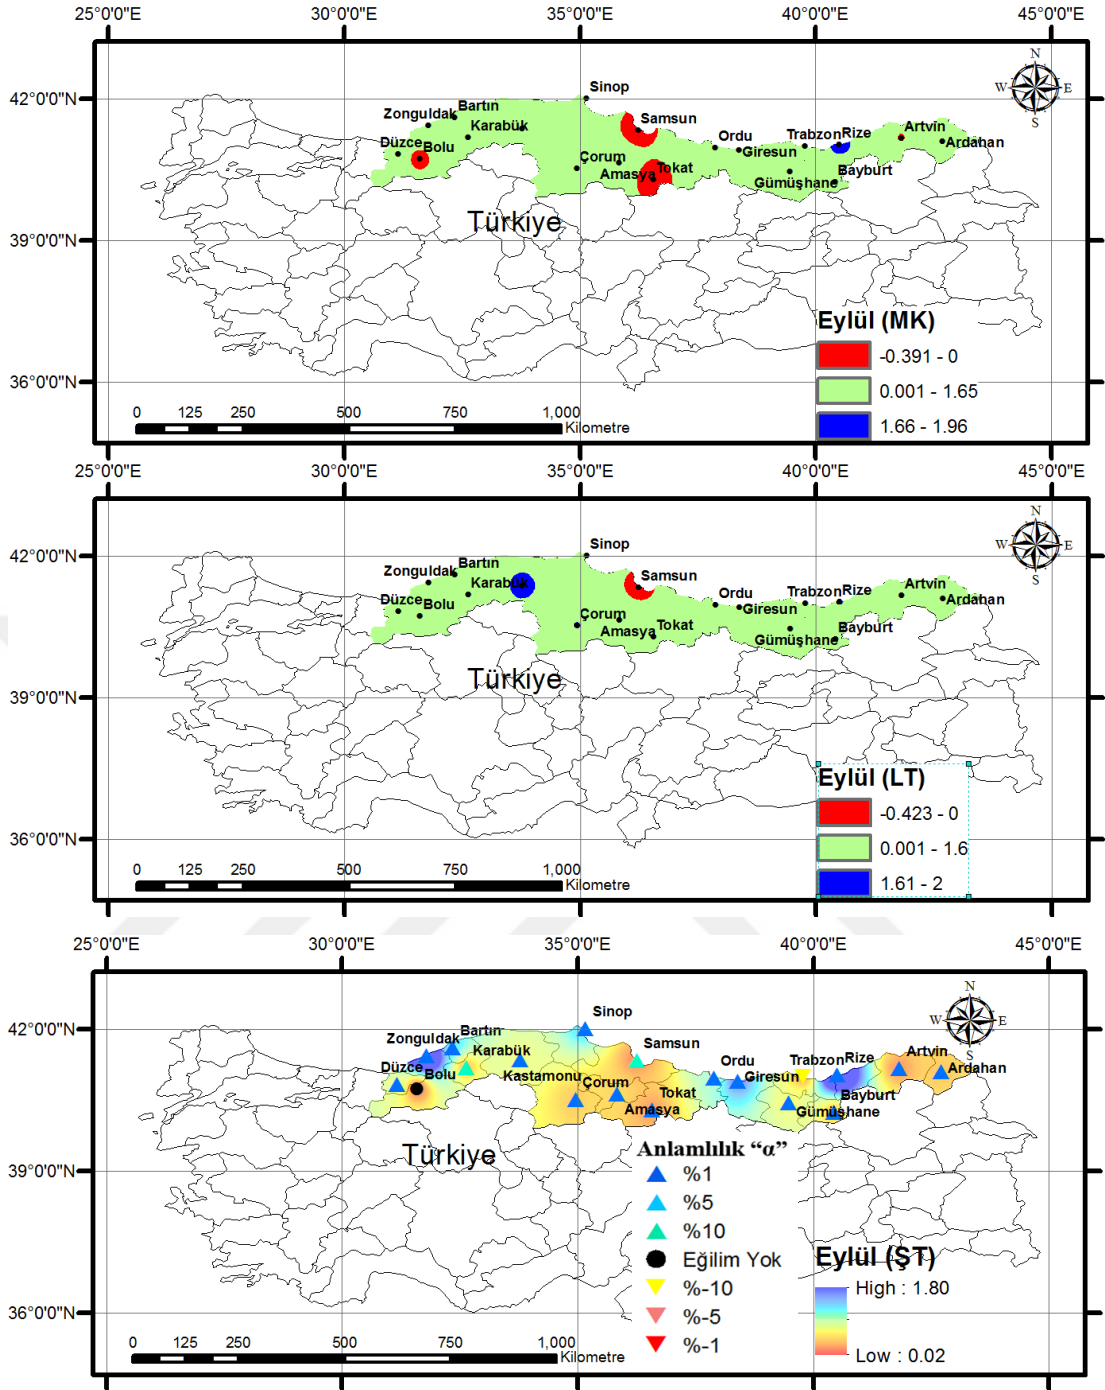 25°0'0"E 30°0'0"E 35°0'0"E 40°0'0"E 45°0'0"E
N
W E
S
42°0'0"N
39°0'0"N
36°0'0"N
Sinop
Bartın
Zonguldak
Karabük
Samsun
Düzce
Bolu
Ordu
Giresun
Trabzon
Rize
Artvin
Ardahan
Çorum
Amasya
Tokat
Gümüşhane
Bayburt
Türkiye
Eylül (MK)
-0.391 - 0
0.001 - 1.65
1.66 - 1.96
0 125 250 500 750 1,000
Kilometre
25°0'0"E 30°0'0"E 35°0'0"E 40°0'0"E 45°0'0"E
N
W E
S
42°0'0"N
39°0'0"N
36°0'0"N
Sinop
Bartın
Zonguldak
Karabük
Samsun
Düzce
Bolu
Ordu
Giresun
Trabzon
Rize
Artvin
Ardahan
Çorum
Amasya
Tokat
Gümüşhane
Bayburt
Türkiye
Eylül (LT)
-0.423 - 0
0.001 - 1.6
1.61 - 2
0 125 250 500 750 1,000
Kilometre
25°0'0"E 30°0'0"E 35°0'0"E 40°0'0"E 45°0'0"E
N
W E
S
42°0'0"N
39°0'0"N
36°0'0"N
Sinop
Bartın
Zonguldak
Karabük
Samsun
Düzce
Bolu
Kastamonu
Çorum
Amasya
Tokat
Ordu
Giresun
Trabzon
Rize
Artvin
Ardahan
Bayburt
Gümüşhane
Türkiye
Anlamlılık “α”
%1
%5
%10
Eğilim Yok
%-10
%-5
%-1
Eylül (ŞT)
High : 1.80
Low : 0.02
0 125 250 500 750 1,000
Kilometre